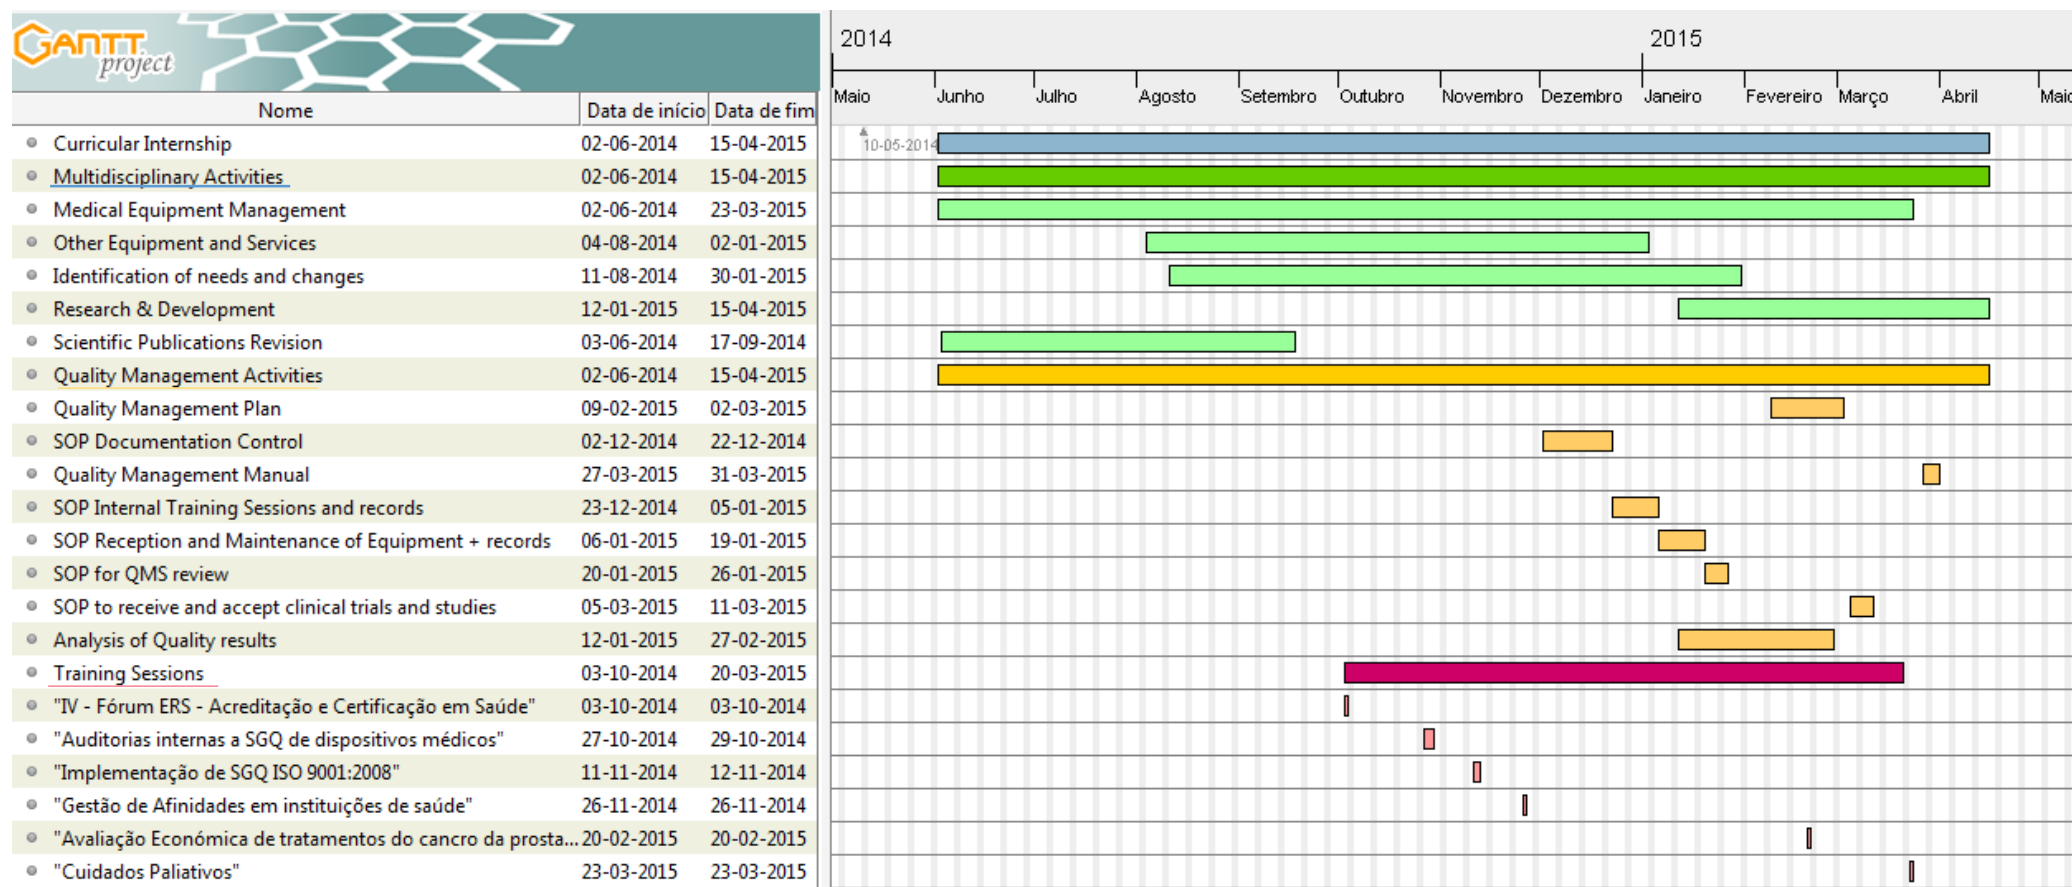 GANTT
project
2014 2015
Maio Junho Julho Agosto Setembro Outubro Novembro Dezembro Janeiro Fevereiro Março Abril Maio
Nome Data de início Data de fim
10-05-2014
Curricular Internship 02-06-2014 15-04-2015
Multidisciplinary Activities 02-06-2014 15-04-2015
Medical Equipment Management 02-06-2014 23-03-2015
Other Equipment and Services 04-08-2014 02-01-2015
Identification of needs and changes 11-08-2014 30-01-2015
Research & Development 12-01-2015 15-04-2015
Scientific Publications Revision 03-06-2014 17-09-2014
Quality Management Activities 02-06-2014 15-04-2015
Quality Management Plan 09-02-2015 02-03-2015
SOP Documentation Control 02-12-2014 22-12-2014
Quality Management Manual 27-03-2015 31-03-2015
SOP Internal Training Sessions and records 23-12-2014 05-01-2015
SOP Reception and Maintenance of Equipment + records 06-01-2015 19-01-2015
SOP for QMS review 20-01-2015 26-01-2015
SOP to receive and accept clinical trials and studies 05-03-2015 11-03-2015
Analysis of Quality results 12-01-2015 27-02-2015
Training Sessions 03-10-2014 20-03-2015
"IV - Fórum ERS - Acreditação e Certificação em Saúde" 03-10-2014 03-10-2014
"Auditorias internas a SGQ de dispositivos médicos" 27-10-2014 29-10-2014
"Implementação de SGQ ISO 9001:2008" 11-11-2014 12-11-2014
"Gestão de Afinidades em instituições de saúde" 26-11-2014 26-11-2014
"Avaliação Económica de tratamentos do cancro da prosta... 20-02-2015 20-02-2015
"Cuidados Paliativos" 23-03-2015 23-03-2015